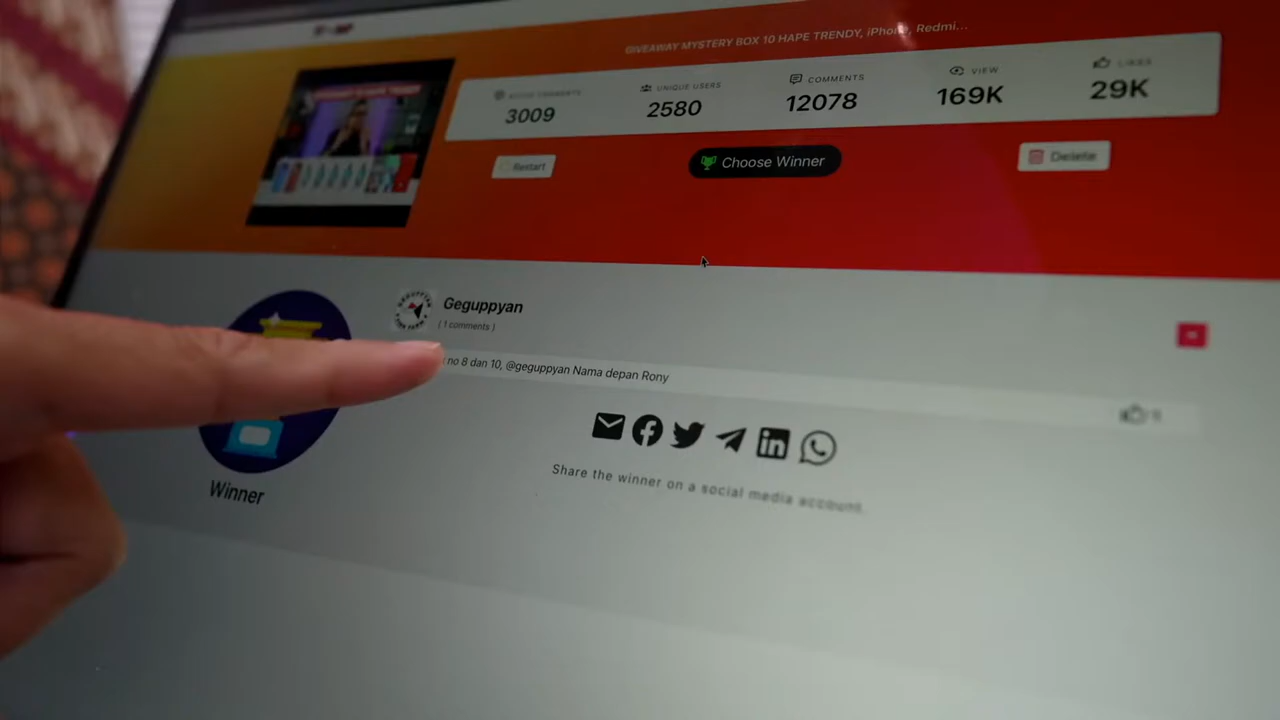 GIVEAWAY MYSTERY BOX 10 HAPE TRENDY, iPhone, Redmi...
UNIQUE USERS
COMMENTS
VIEW
LIKES
3009
2580
12078
169K
29K
Restart
Choose Winner
Delete
Geguppyan
( 1 comments )
no 8 dan 10, @geguppyan Nama depan Rony
Share the winner on a social media account.
Winner